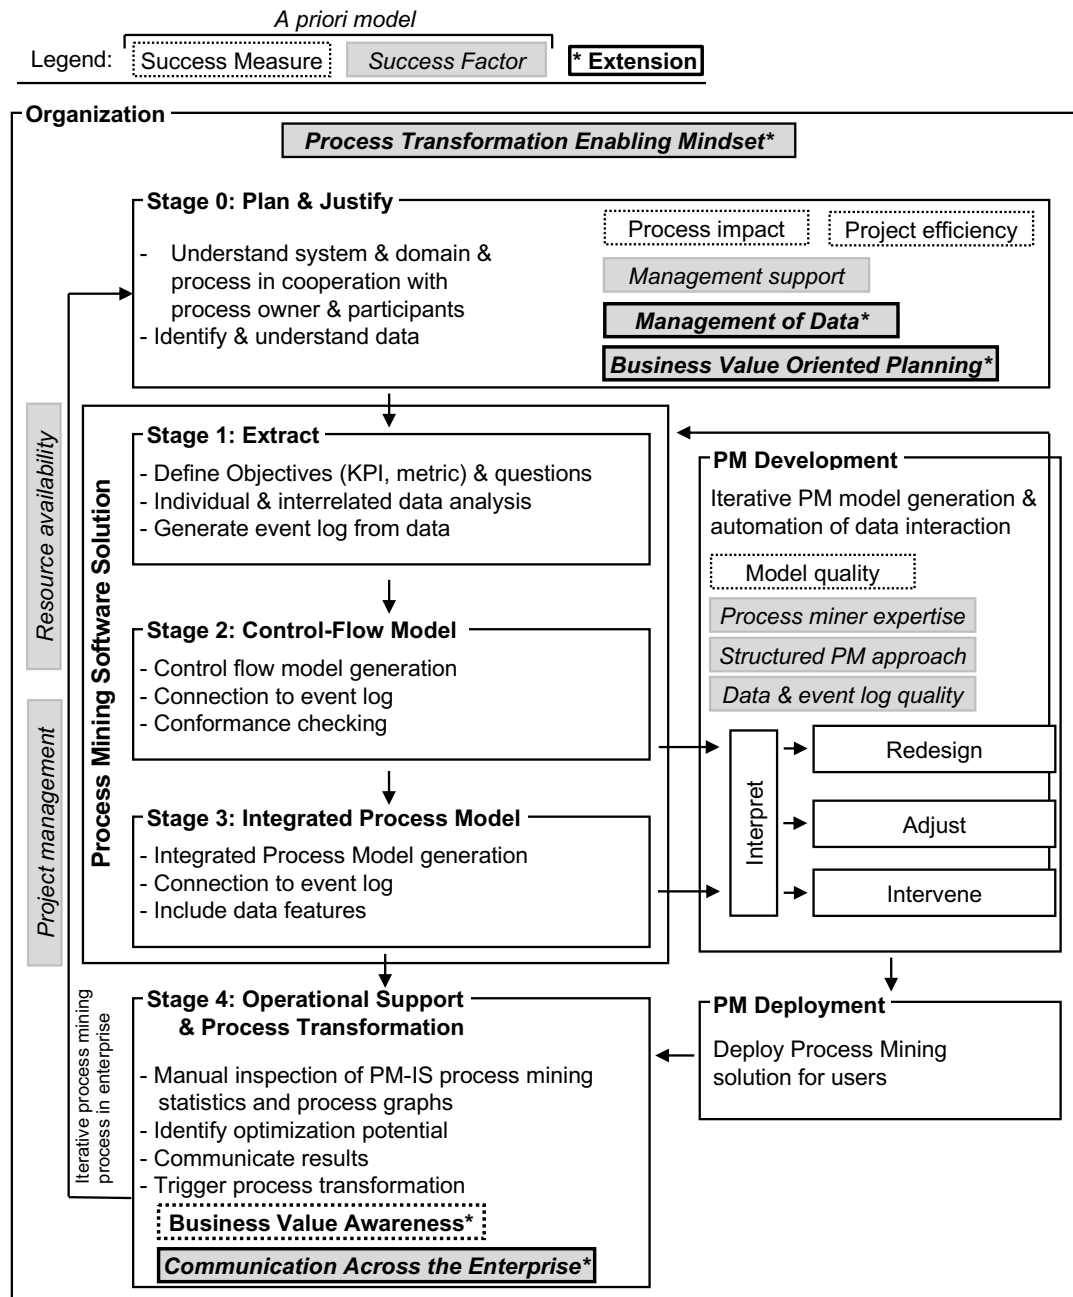 A priori model
Legend: Success Measure Success Factor * Extension
Organization
Process Transformation Enabling Mindset*
Stage 0: Plan & Justify
- Understand system & domain &
process in cooperation with
process owner & participants
- Identify & understand data
Process impact
Project efficiency
Management support
Management of Data*
Business Value Oriented Planning*
Resource availability
Project management
Process Mining Software Solution
Stage 1: Extract
- Define Objectives (KPI, metric) & questions
- Individual & interrelated data analysis
- Generate event log from data
Stage 2: Control-Flow Model
- Control flow model generation
- Connection to event log
- Conformance checking
Stage 3: Integrated Process Model
- Integrated Process Model generation
- Connection to event log
- Include data features
PM Development
Iterative PM model generation &
automation of data interaction
Model quality
Process miner expertise
Structured PM approach
Data & event log quality
Interpret
Redesign
Adjust
Intervene
PM Deployment
Deploy Process Mining
solution for users
Stage 4: Operational Support
& Process Transformation
- Manual inspection of PM-IS process mining
statistics and process graphs
- Identify optimization potential
- Communicate results
- Trigger process transformation
Business Value Awareness*
Communication Across the Enterprise*
Iterative process mining
process in enterprise